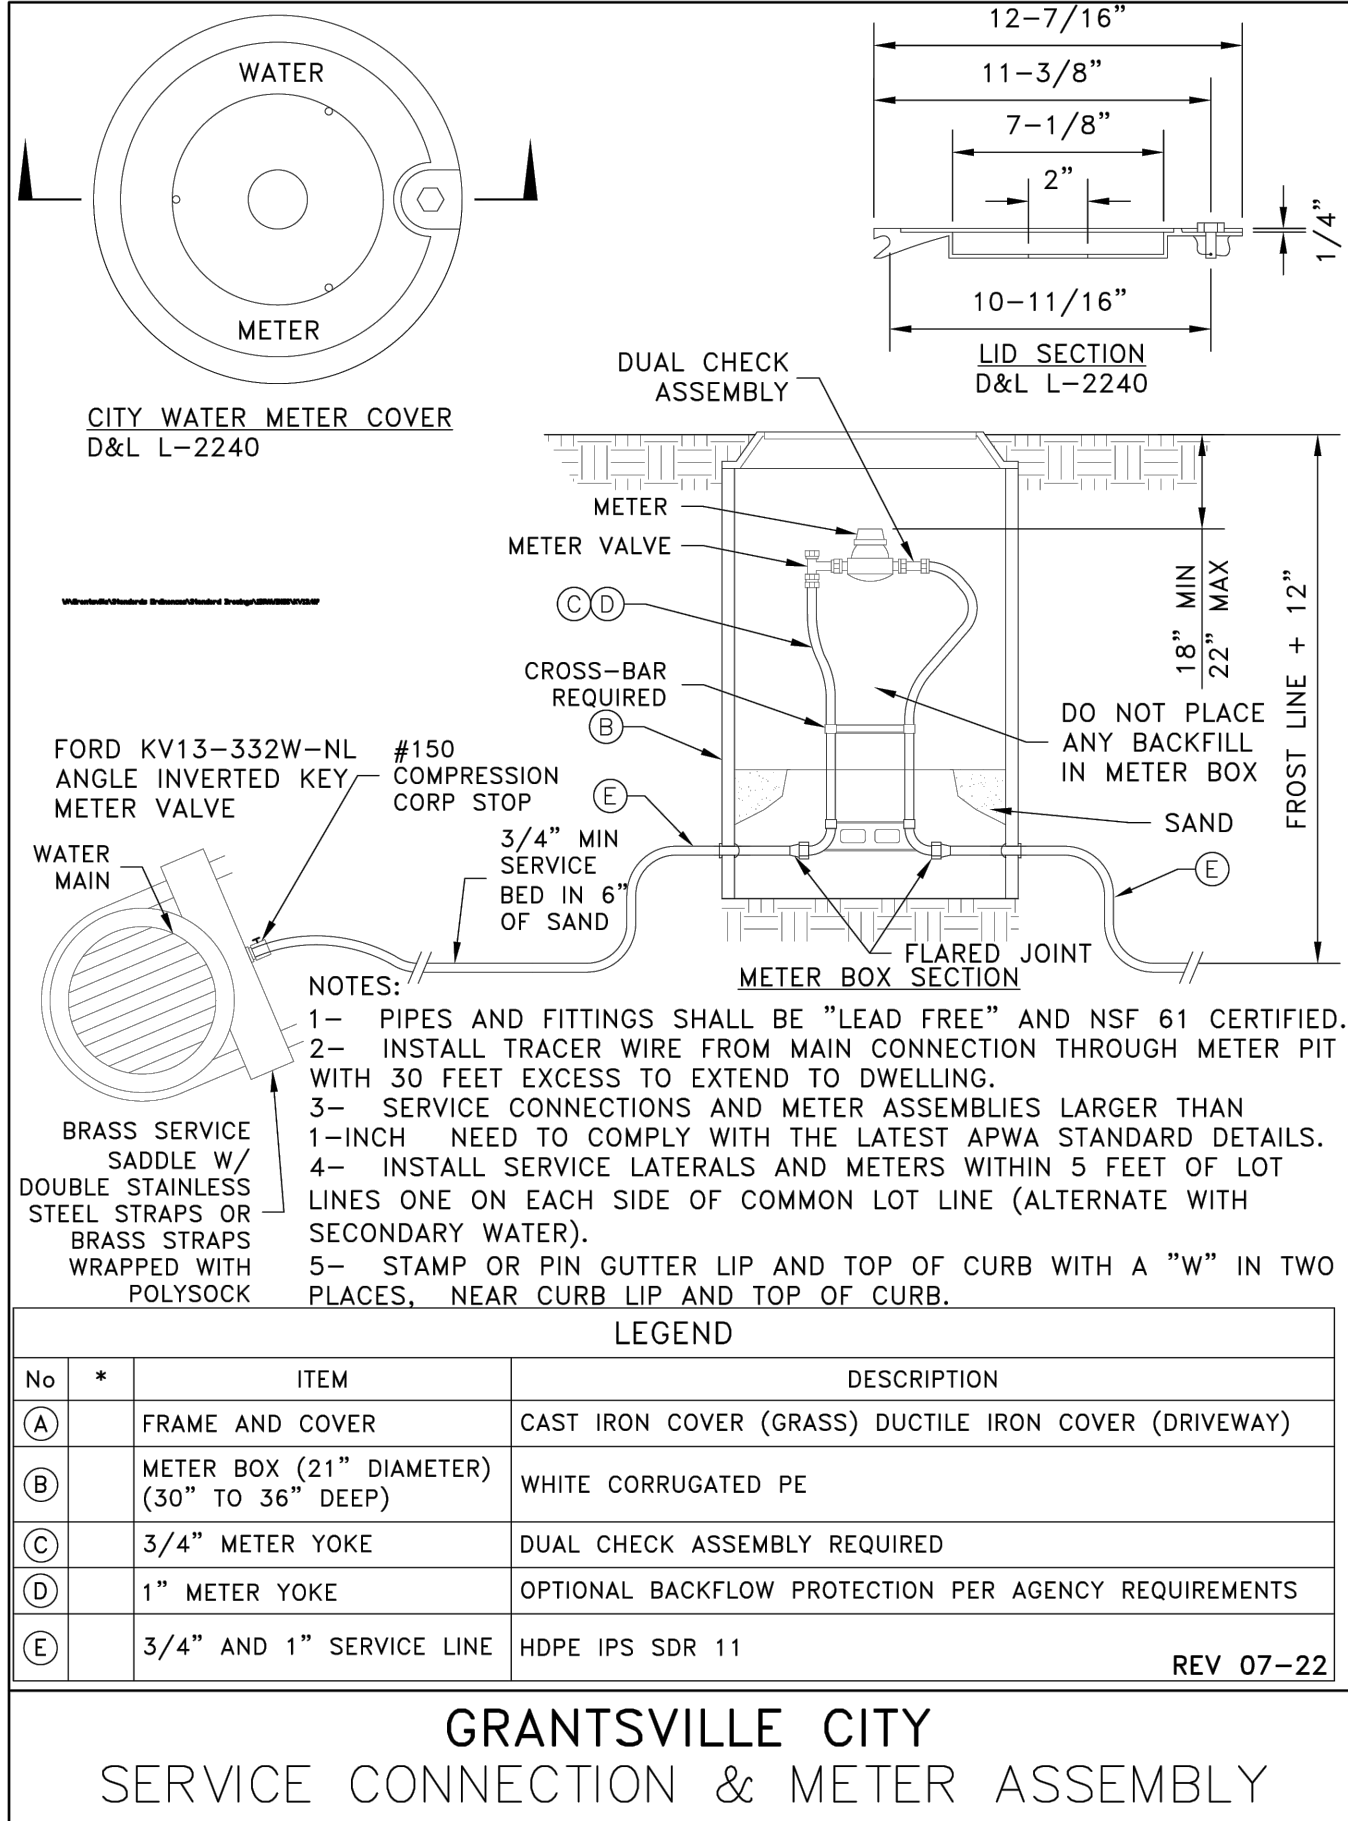 WATER
METER
CITY WATER METER COVER
D&L L-2240
12-7/16"
11-3/8"
7-1/8"
2"
1/4"
10-11/16"
LID SECTION
D&L L-2240
DUAL CHECK
ASSEMBLY
METER
METER VALVE
C D
CROSS-BAR
REQUIRED
B
E
18" MIN
22" MAX
FROST LINE + 12"
DO NOT PLACE
ANY BACKFILL
IN METER BOX
SAND
E
FORD KV13-332W-NL
ANGLE INVERTED KEY
METER VALVE
#150
COMPRESSION
CORP STOP
3/4" MIN
SERVICE
BED IN 6"
OF SAND
WATER
MAIN
FLARED JOINT
METER BOX SECTION
BRASS SERVICE
SADDLE W/
DOUBLE STAINLESS
STEEL STRAPS OR
BRASS STRAPS
WRAPPED WITH
POLYSOCK
NOTES:
1- PIPES AND FITTINGS SHALL BE "LEAD FREE" AND NSF 61 CERTIFIED.
2- INSTALL TRACER WIRE FROM MAIN CONNECTION THROUGH METER PIT
WITH 30 FEET EXCESS TO EXTEND TO DWELLING.
3- SERVICE CONNECTIONS AND METER ASSEMBLIES LARGER THAN
1-INCH NEED TO COMPLY WITH THE LATEST APWA STANDARD DETAILS.
4- INSTALL SERVICE LATERALS AND METERS WITHIN 5 FEET OF LOT
LINES ONE ON EACH SIDE OF COMMON LOT LINE (ALTERNATE WITH
SECONDARY WATER).
5- STAMP OR PIN GUTTER LIP AND TOP OF CURB WITH A "W" IN TWO
PLACES, NEAR CURB LIP AND TOP OF CURB.
LEGEND
No * ITEM DESCRIPTION
A FRAME AND COVER CAST IRON COVER (GRASS) DUCTILE IRON COVER (DRIVEWAY)
B METER BOX (21" DIAMETER) WHITE CORRUGATED PE
(30" TO 36" DEEP)
C 3/4" METER YOKE DUAL CHECK ASSEMBLY REQUIRED
D 1" METER YOKE OPTIONAL BACKFLOW PROTECTION PER AGENCY REQUIREMENTS
E 3/4" AND 1" SERVICE LINE HDPE IPS SDR 11
REV 07-22
GRANTSVILLE CITY
SERVICE CONNECTION & METER ASSEMBLY